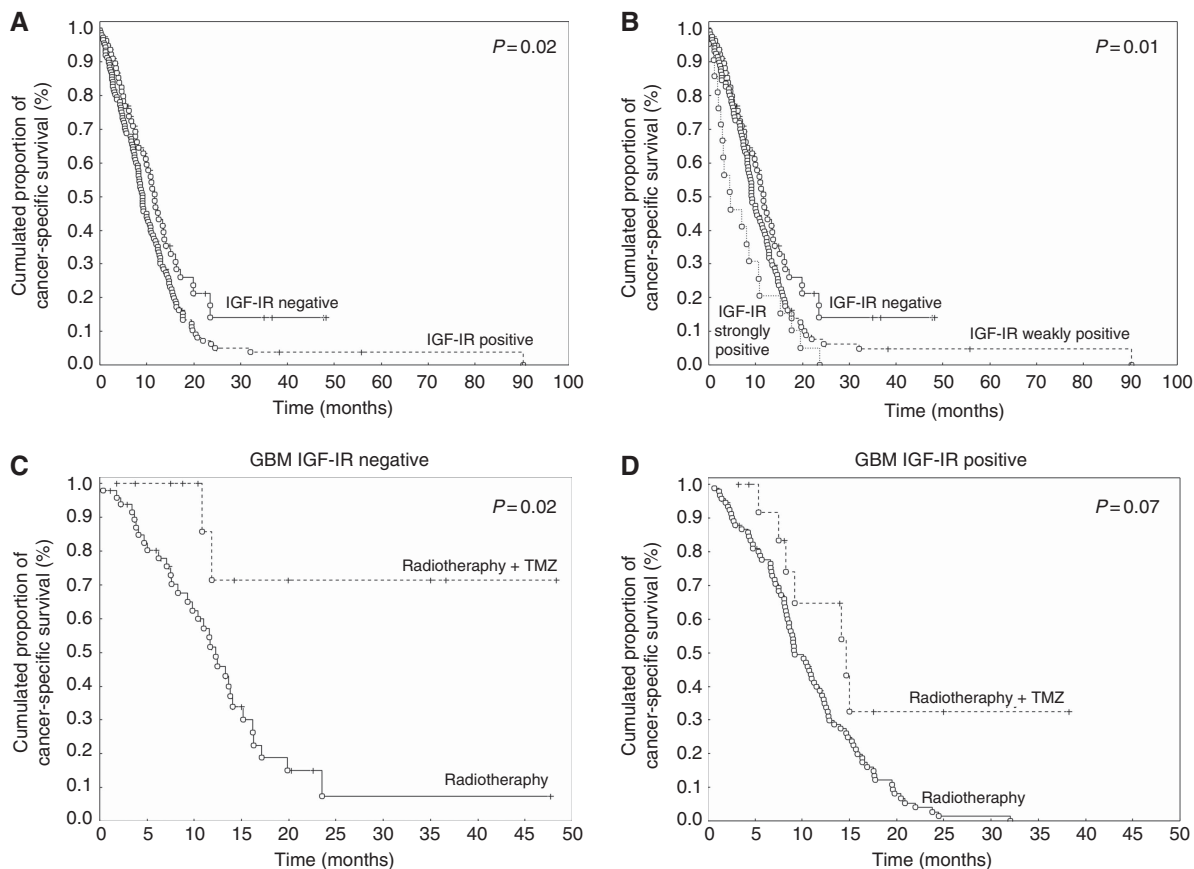 A
Cumulated proportion of
cancer-specific survival (%)
1.0
0.9
0.8
0.7
0.6
0.5
0.4
0.3
0.2
0.1
0.0
P=0.02
IGF-IR negative
IGF-IR positive
0 10 20 30 40 50 60 70 80 90 100
Time (months)
B
Cumulated proportion of
cancer-specific survival (%)
1.0
0.9
0.8
0.7
0.6
0.5
0.4
0.3
0.2
0.1
0.0
P=0.01
IGF-IR negative
IGF-IR
strongly
positive
IGF-IR weakly positive
0 10 20 30 40 50 60 70 80 90 100
Time (months)
C
GBM IGF-IR negative
Cumulated proportion of
cancer-specific survival (%)
1.0
0.9
0.8
0.7
0.6
0.5
0.4
0.3
0.2
0.1
0.0
P=0.02
Radiotheraphy + TMZ
Radiotheraphy
0 5 10 15 20 25 30 35 40 45 50
Time (months)
D
GBM IGF-IR positive
Cumulated proportion of
cancer-specific survival (%)
1.0
0.9
0.8
0.7
0.6
0.5
0.4
0.3
0.2
0.1
0.0
P=0.07
Radiotheraphy + TMZ
Radiotheraphy
0 5 10 15 20 25 30 35 40 45 50
Time (months)